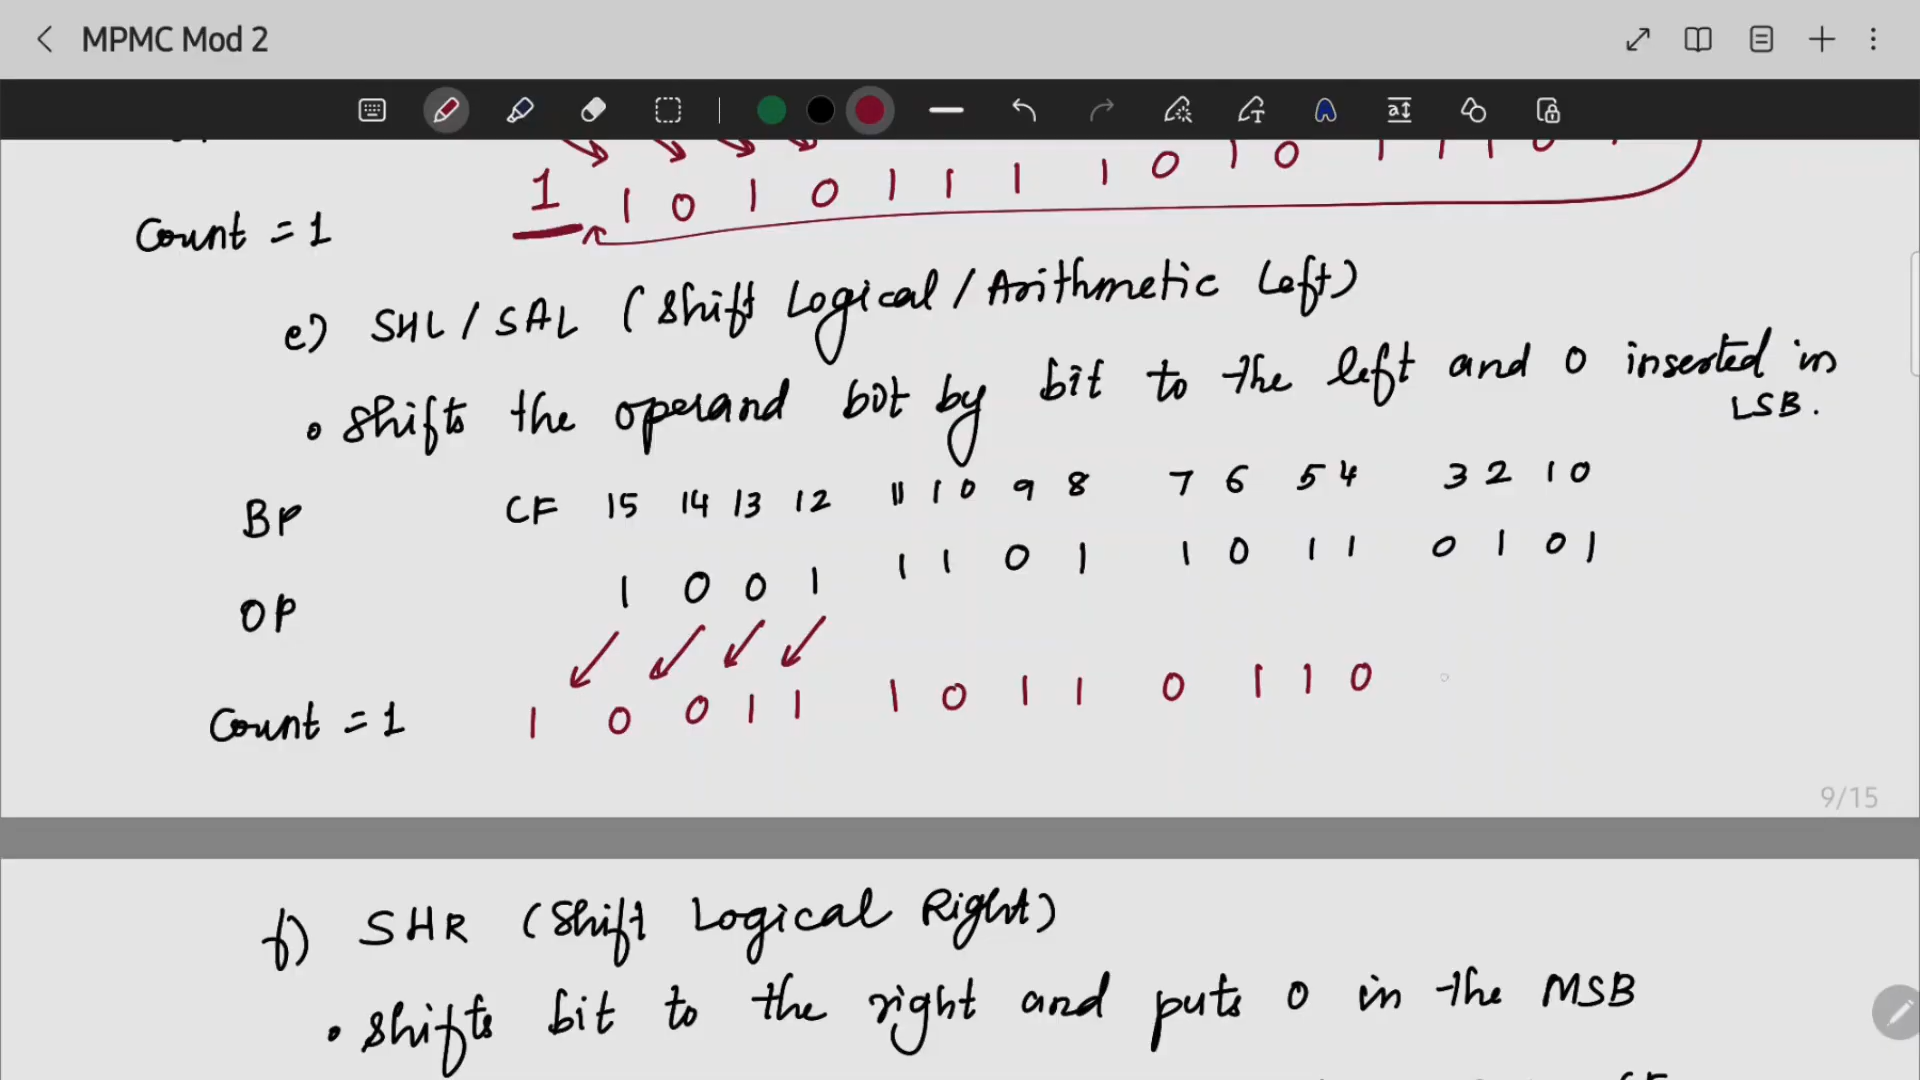 MPMC Mod 2
1 1 0 1 0 1 1 1 1 0 1 0 1 1 1 0
Count = 1
e) SHL / SAL (Shift Logical / Arithmetic Left)
• Shifts the operand bit by bit to the left and 0 inserted in LSB.
BP CF 15 14 13 12 11 10 9 8 7 6 5 4 3 2 1 0
OP 1 0 0 1 1 1 0 1 1 0 1 1 0 1 0 1
Count = 1 1 0 0 1 1 1 0 1 1 0 1 1 0
9/15
f) SHR (Shift Logical Right)
• Shifts bit to the right and puts 0 in the MSB